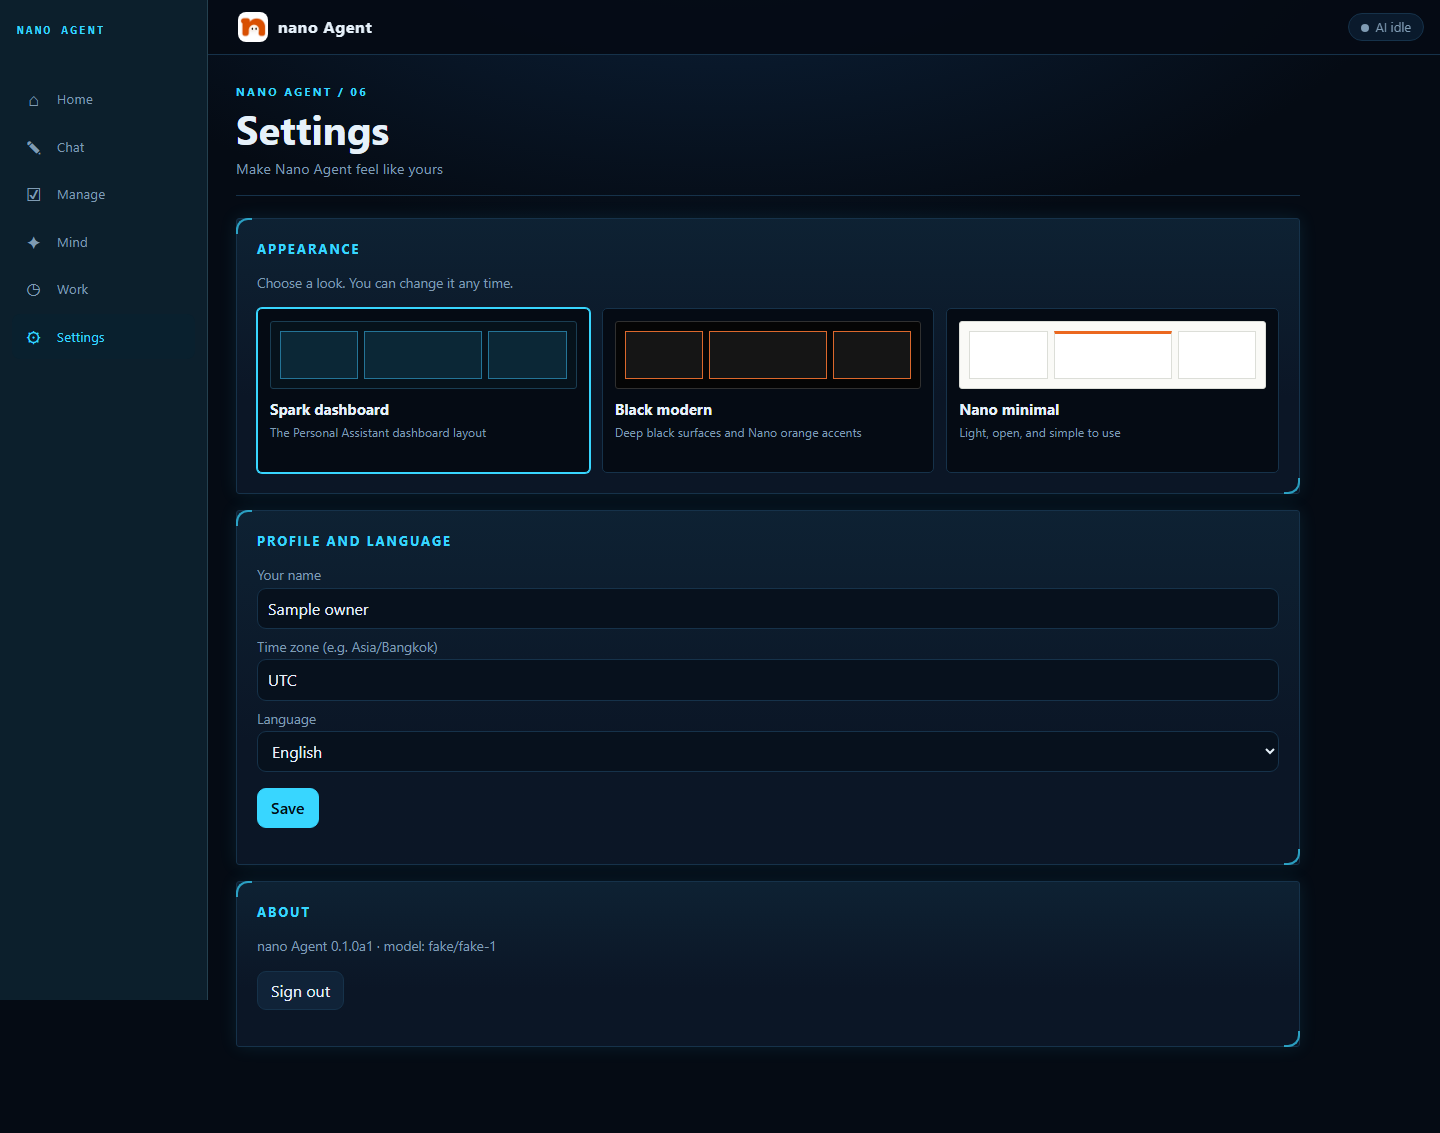 NANO AGENT
nano Agent
AI idle
Home
Chat
Manage
Mind
Work
Settings
NANO AGENT / 06
Settings
Make Nano Agent feel like yours
APPEARANCE
Choose a look. You can change it any time.
Spark dashboard
The Personal Assistant dashboard layout
Black modern
Deep black surfaces and Nano orange accents
Nano minimal
Light, open, and simple to use
PROFILE AND LANGUAGE
Your name
Sample owner
Time zone (e.g. Asia/Bangkok)
UTC
Language
English
Save
ABOUT
nano Agent 0.1.0a1 · model: fake/fake-1
Sign out